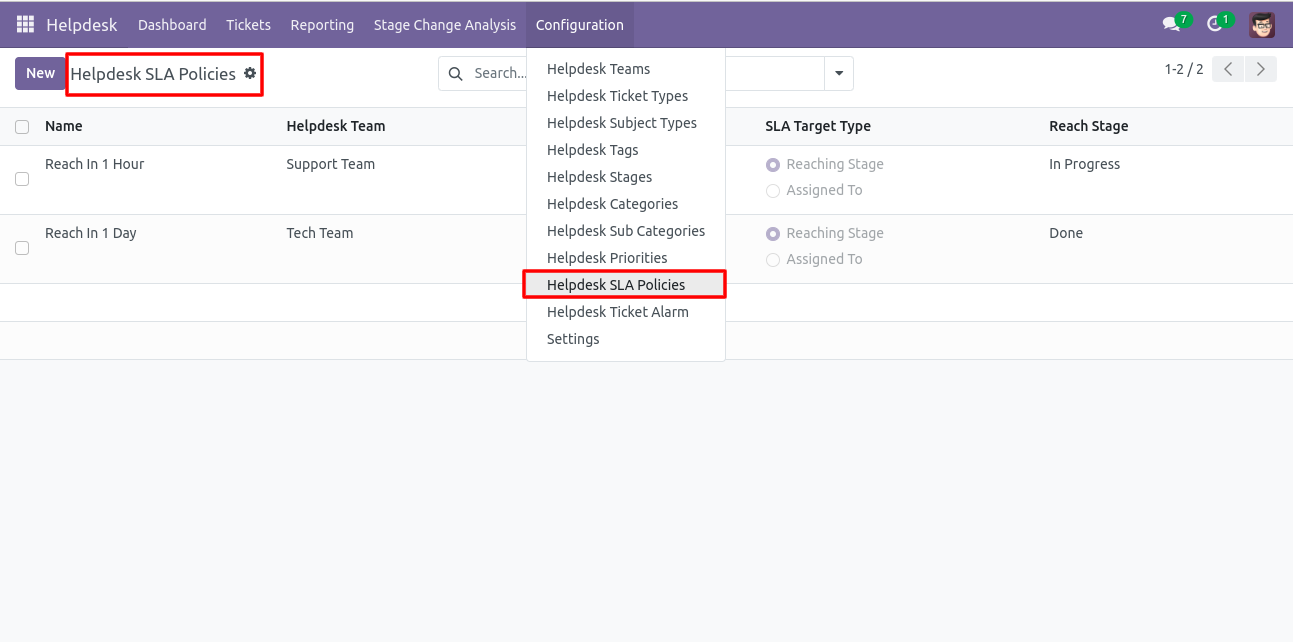 Helpdesk Dashboard Tickets Reporting Stage Change Analysis Configuration 7 1
New Helpdesk SLA Policies Search... 1-2 / 2
Helpdesk Teams
Helpdesk Ticket Types
Helpdesk Subject Types
Helpdesk Tags
Helpdesk Stages
Helpdesk Categories
Helpdesk Sub Categories
Helpdesk Priorities
Helpdesk SLA Policies
Helpdesk Ticket Alarm
Settings
Name Helpdesk Team SLA Target Type Reach Stage
Reach In 1 Hour Support Team Reaching Stage In Progress
Assigned To
Reach In 1 Day Tech Team Reaching Stage Done
Assigned To